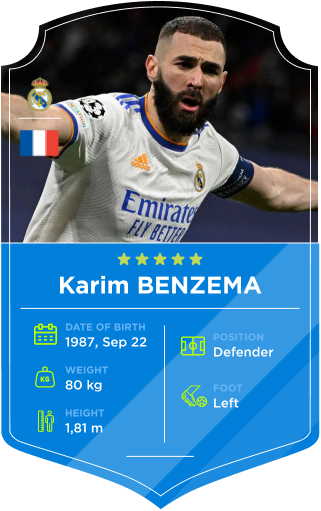 Emirates
FLY BETTER
Karim BENZEMA
DATE OF BIRTH
1987, Sep 22
WEIGHT
80 kg
HEIGHT
1,81 m
POSITION
Defender
FOOT
Left